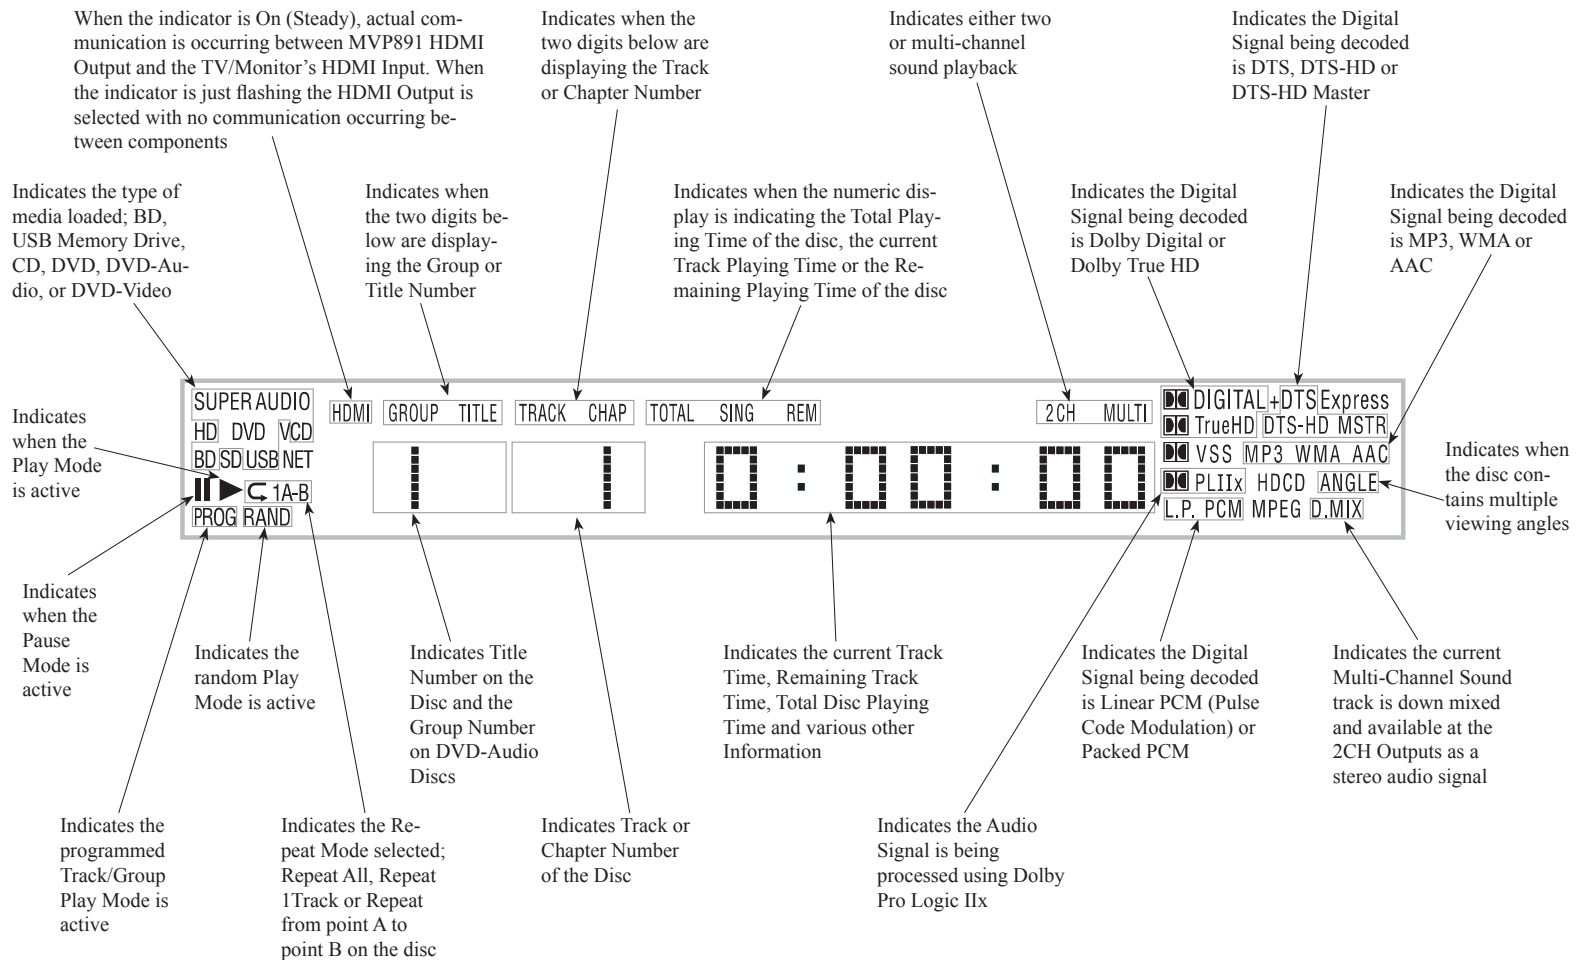 When the indicator is On (Steady), actual com-
munication is occurring between MVP891 HDMI
Output and the TV/Monitor's HDMI Input. When
the indicator is just flashing the HDMI Output is
selected with no communication occurring be-
tween components
Indicates when the
two digits below are
displaying the Track
or Chapter Number
Indicates either two
or multi-channel
sound playback
Indicates the Digital
Signal being decoded
is DTS, DTS-HD or
DTS-HD Master
Indicates the type of
media loaded; BD,
USB Memory Drive,
CD, DVD, DVD-Au-
dio, or DVD-Video
Indicates when
the two digits be-
low are display-
ing the Group or
Title Number
Indicates when the numeric dis-
play is indicating the Total Play-
ing Time of the disc, the current
Track Playing Time or the Re-
maining Playing Time of the disc
Indicates the Digital
Signal being decoded
is Dolby Digital or
Dolby True HD
Indicates the Digital
Signal being decoded
is MP3, WMA or
AAC
Indicates
when the
Play Mode
is active
SUPER AUDIO
HD DVD VCD
BD SD USB NET
1A-B
PROG RAND
HDMI GROUP TITLE TRACK CHAP TOTAL SING REM 2CH MULTI
1 1 0:00:00
DIGITAL+DTS Express
TrueHD DTS-HD MSTR
VSS MP3 WMA AAC
PLIIx HDCD ANGLE
L.P. PCM MPEG D.MIX
Indicates when
the disc con-
tains multiple
viewing angles
Indicates
when the
Pause
Mode is
active
Indicates the
random Play
Mode is active
Indicates Title
Number on the
Disc and the
Group Number
on DVD-Audio
Discs
Indicates the current Track
Time, Remaining Track
Time, Total Disc Playing
Time and various other
Information
Indicates the Digital
Signal being decoded
is Linear PCM (Pulse
Code Modulation) or
Packed PCM
Indicates the current
Multi-Channel Sound
track is down mixed
and available at the
2CH Outputs as a
stereo audio signal
Indicates the
programmed
Track/Group
Play Mode is
active
Indicates the Re-
peat Mode selected;
Repeat All, Repeat
1Track or Repeat
from point A to
point B on the disc
Indicates Track or
Chapter Number
of the Disc
Indicates the Audio
Signal is being
processed using Dolby
Pro Logic IIx